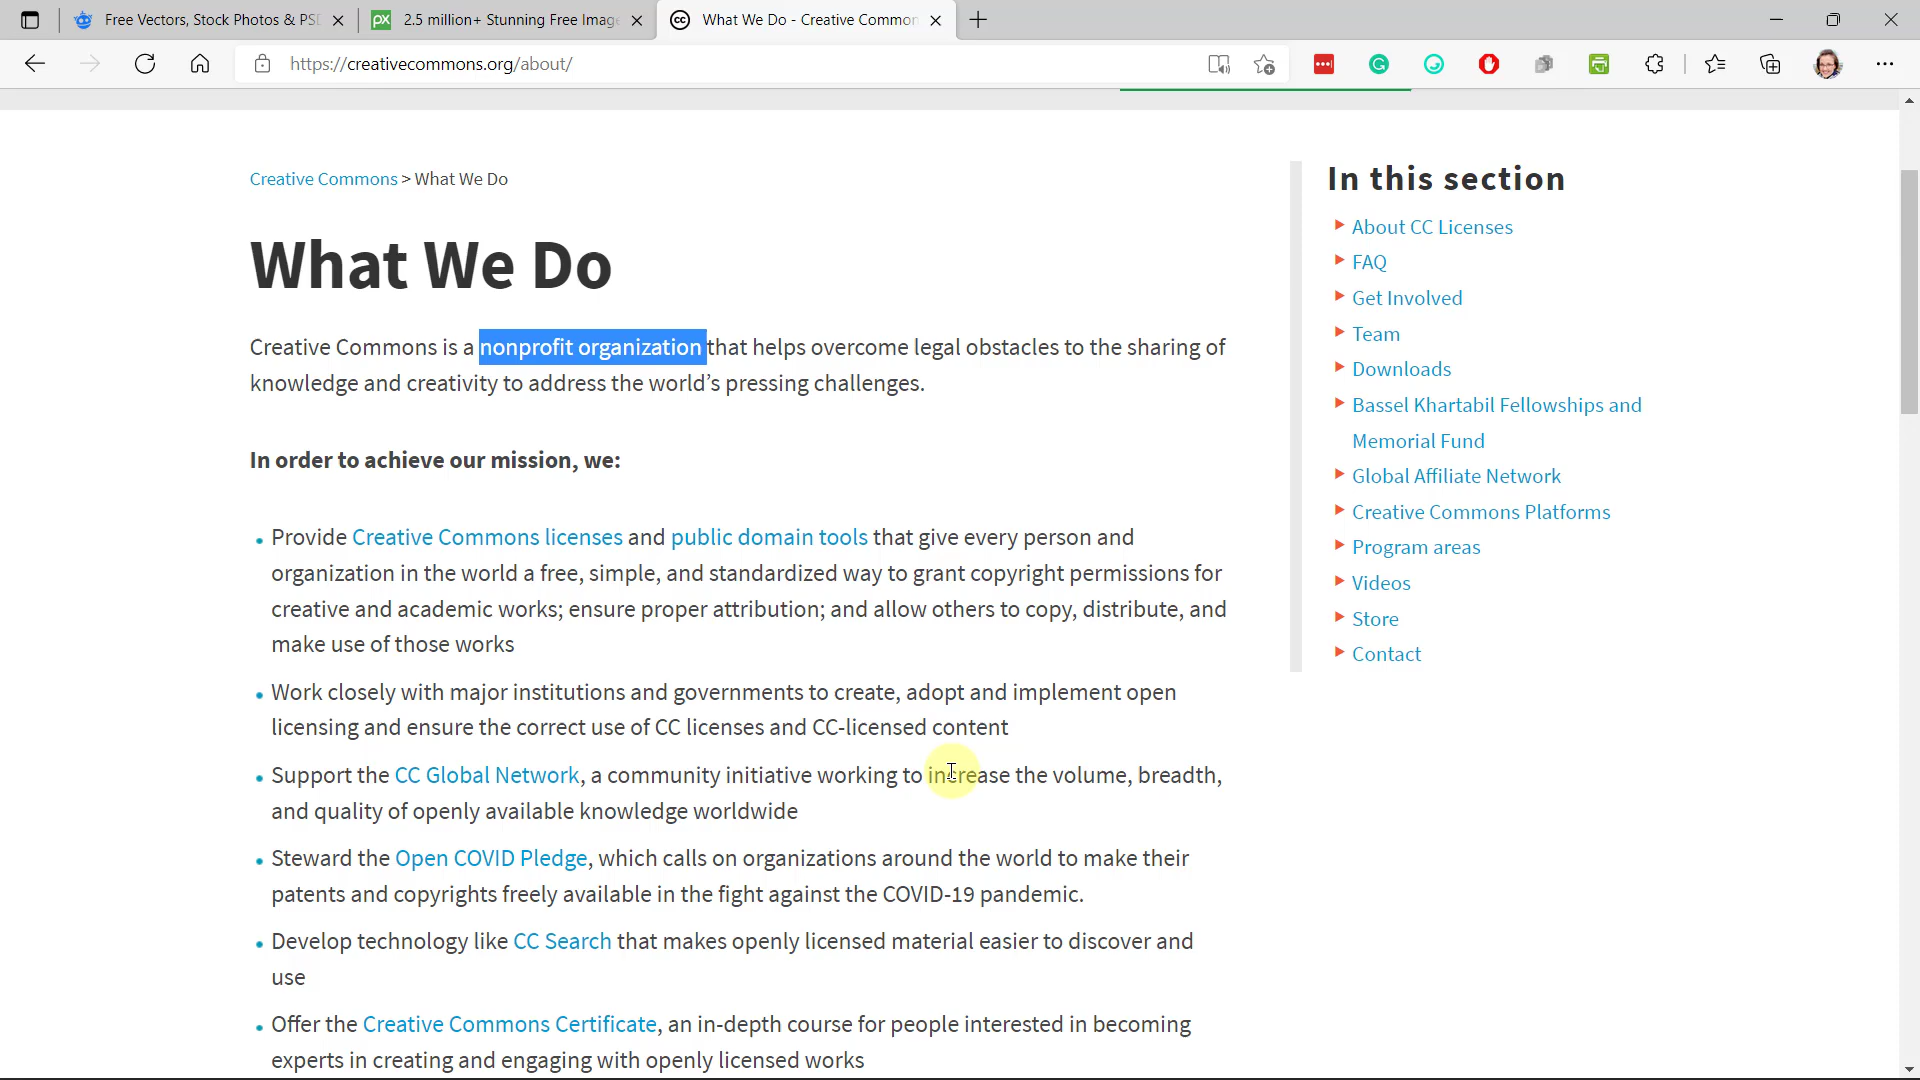 Free Vectors, Stock Photos & PS
2.5 million+ Stunning Free Imag
What We Do - Creative Common
https://creativecommons.org/about/
Creative Commons > What We Do
What We Do
Creative Commons is a nonprofit organization that helps overcome legal obstacles to the sharing of
knowledge and creativity to address the world’s pressing challenges.
In order to achieve our mission, we:
Provide Creative Commons licenses and public domain tools that give every person and
organization in the world a free, simple, and standardized way to grant copyright permissions for
creative and academic works; ensure proper attribution; and allow others to copy, distribute, and
make use of those works
Work closely with major institutions and governments to create, adopt and implement open
licensing and ensure the correct use of CC licenses and CC-licensed content
Support the CC Global Network, a community initiative working to increase the volume, breadth,
and quality of openly available knowledge worldwide
Steward the Open COVID Pledge, which calls on organizations around the world to make their
patents and copyrights freely available in the fight against the COVID-19 pandemic.
Develop technology like CC Search that makes openly licensed material easier to discover and
use
Offer the Creative Commons Certificate, an in-depth course for people interested in becoming
experts in creating and engaging with openly licensed works
In this section
About CC Licenses
FAQ
Get Involved
Team
Downloads
Bassel Khartabil Fellowships and
Memorial Fund
Global Affiliate Network
Creative Commons Platforms
Program areas
Videos
Store
Contact